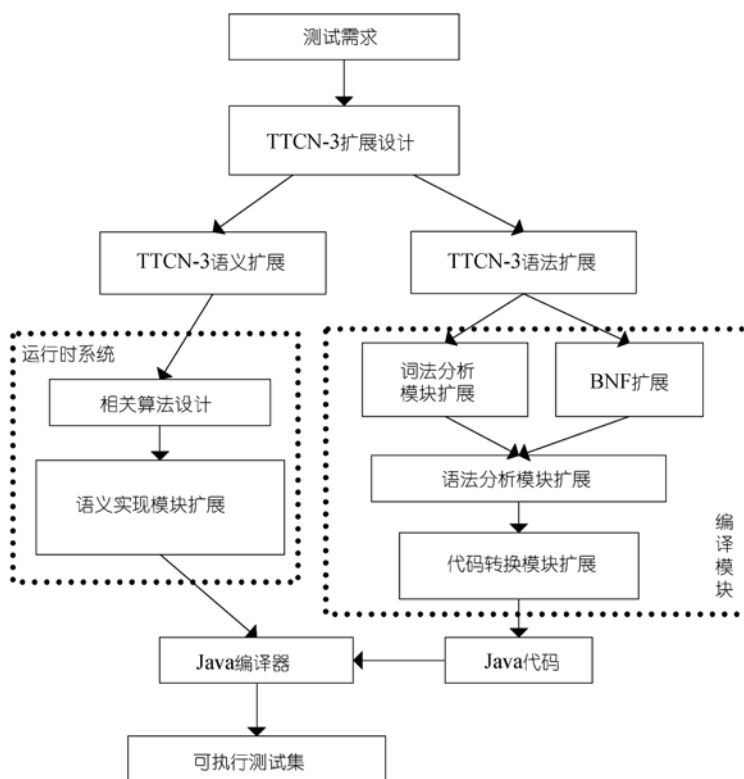 测试需求
TTCN-3扩展设计
TTCN-3语义扩展
TTCN-3语法扩展
运行时系统
相关算法设计
语义实现模块扩展
词法分析
模块扩展
BNF扩展
语法分析模块扩展
代码转换模块扩展
编
译
模
块
Java编译器
Java代码
可执行测试集